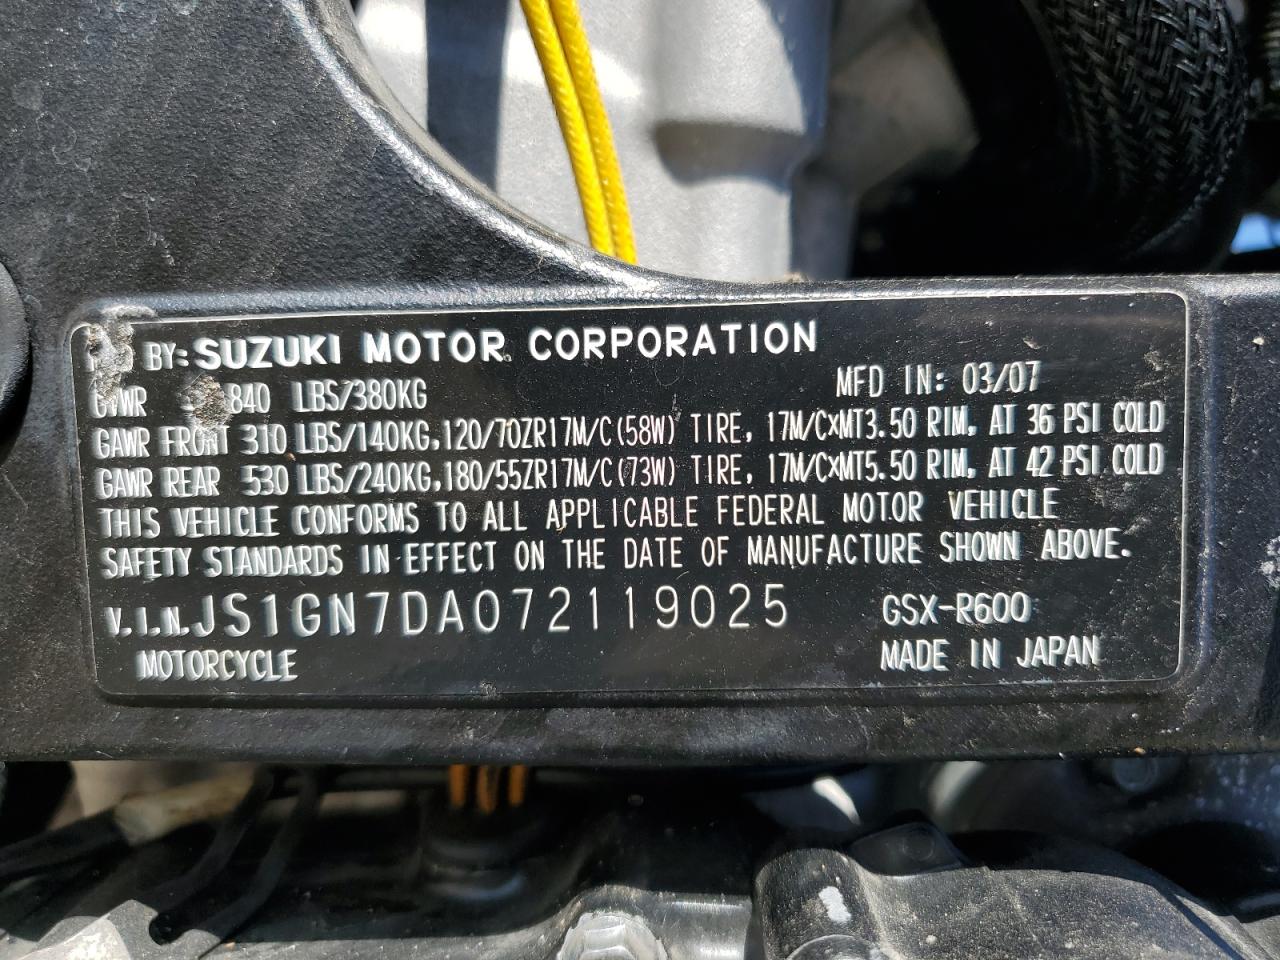 BY: SUZUKI MOTOR CORPORATION
GVWR 840 LBS/380KG MFD IN: 03/07
GAWR FRONT 310 LBS/140KG, 120/70ZR17M/C(58W) TIRE, 17M/C×MT3.50 RIM, AT 36 PSI COLD
GAWR REAR 530 LBS/240KG, 180/55ZR17M/C(73W) TIRE, 17M/C×MT5.50 RIM, AT 42 PSI COLD
THIS VEHICLE CONFORMS TO ALL APPLICABLE FEDERAL MOTOR VEHICLE
SAFETY STANDARDS IN EFFECT ON THE DATE OF MANUFACTURE SHOWN ABOVE.
V.I.N. JS1GN7DA072119025 GSX-R600
MOTORCYCLE MADE IN JAPAN